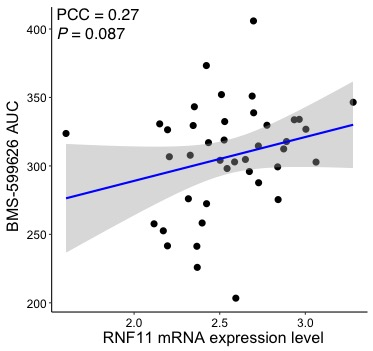 PCC = 0.27
P = 0.087
400
350
300
250
200
BMS-599626 AUC
2.0
2.5
3.0
RNF11 mRNA expression level